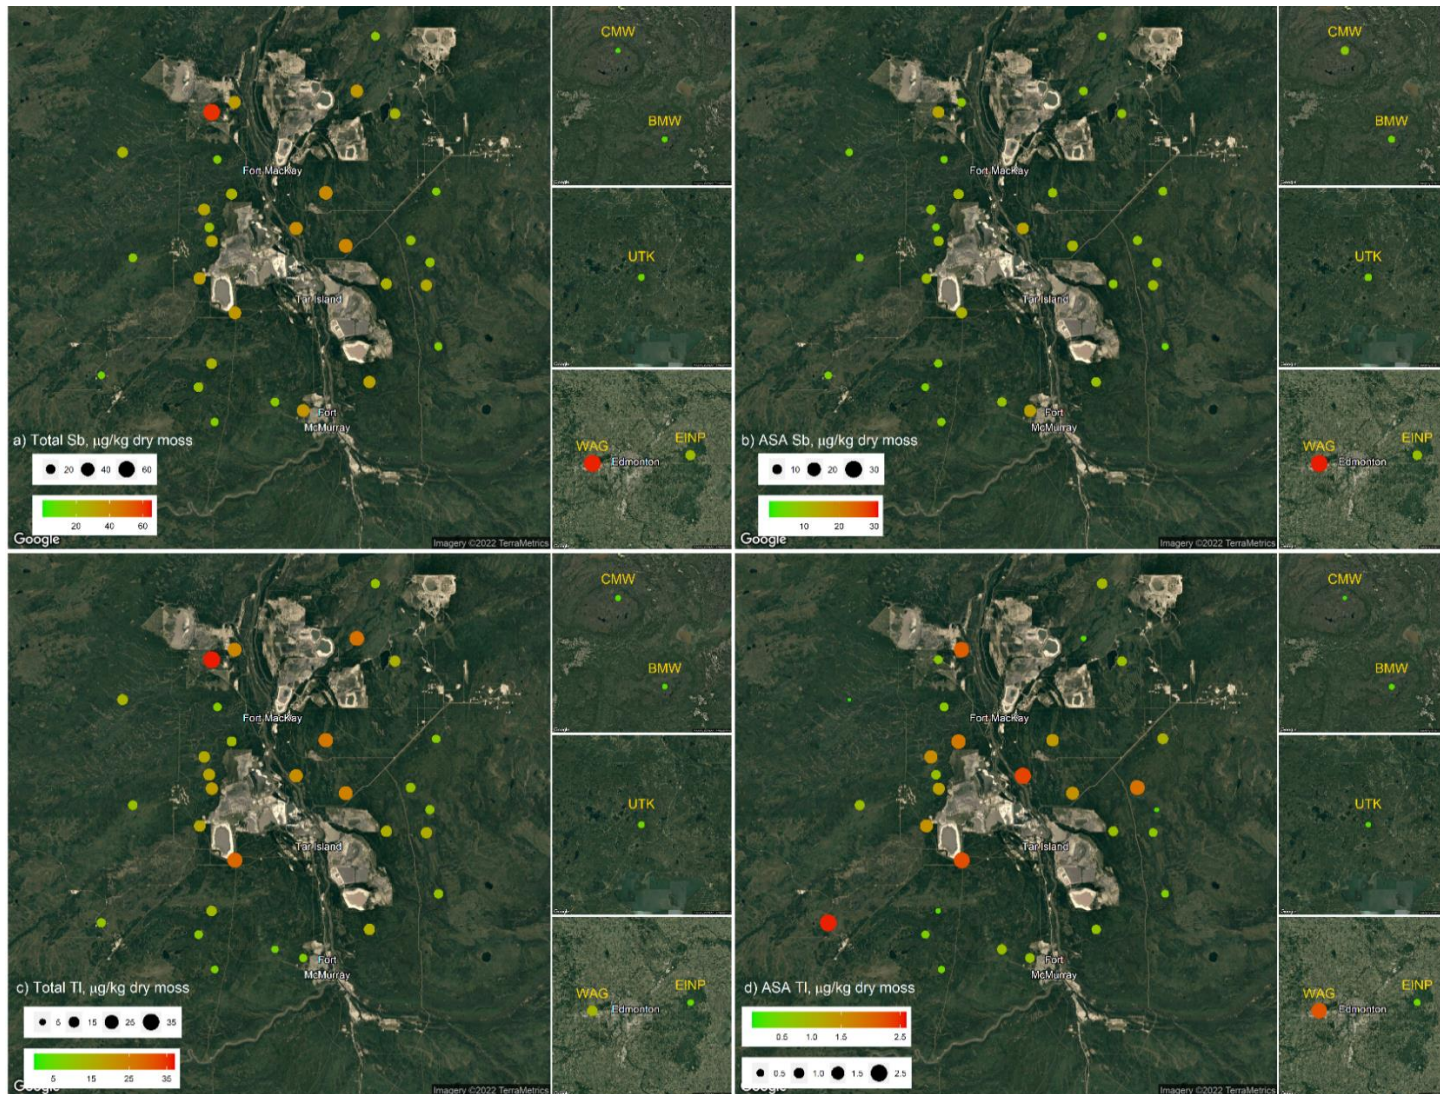 CMW
BMW
Fort MacKay
UTK
Tar Island
Fort
McMurray
a) Total Sb, µg/kg dry moss
20 40 60
20 40 60
WAG
EINP
Edmonton
Google
Imagery ©2022 TerraMetrics
CMW
BMW
Fort MacKay
UTK
Tar Island
Fort
McMurray
b) ASA Sb, µg/kg dry moss
10 20 30
10 20 30
WAG
EINP
Edmonton
Google
Imagery ©2022 TerraMetrics
CMW
BMW
Fort MacKay
UTK
Tar Island
Fort
McMurray
c) Total Tl, µg/kg dry moss
5 15 25 35
5 15 25 35
WAG
EINP
Edmonton
Google
Imagery ©2022 TerraMetrics
CMW
BMW
Fort MacKay
UTK
Tar Island
Fort
McMurray
d) ASA Tl, µg/kg dry moss
0.5 1.5 2.5
0.5 1.0 1.5 2.5
WAG
EINP
Edmonton
Google
Imagery ©2022 TerraMetrics